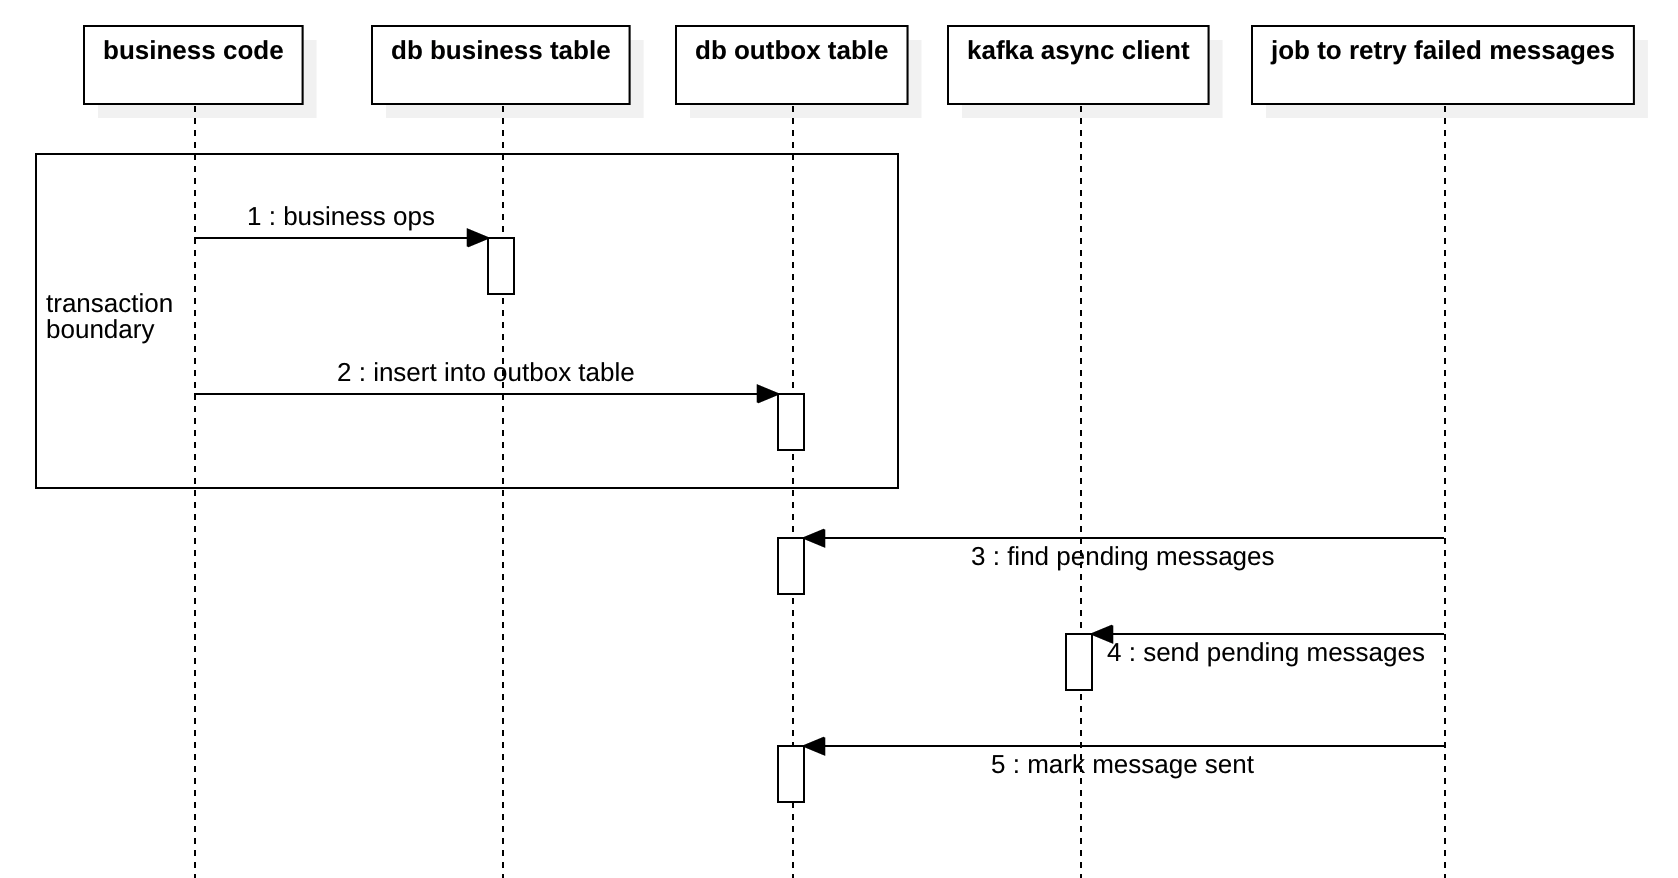 business code
db business table
db outbox table
kafka async client
job to retry failed messages
1 : business ops
transaction
boundary
2 : insert into outbox table
3 : find pending messages
4 : send pending messages
5 : mark message sent